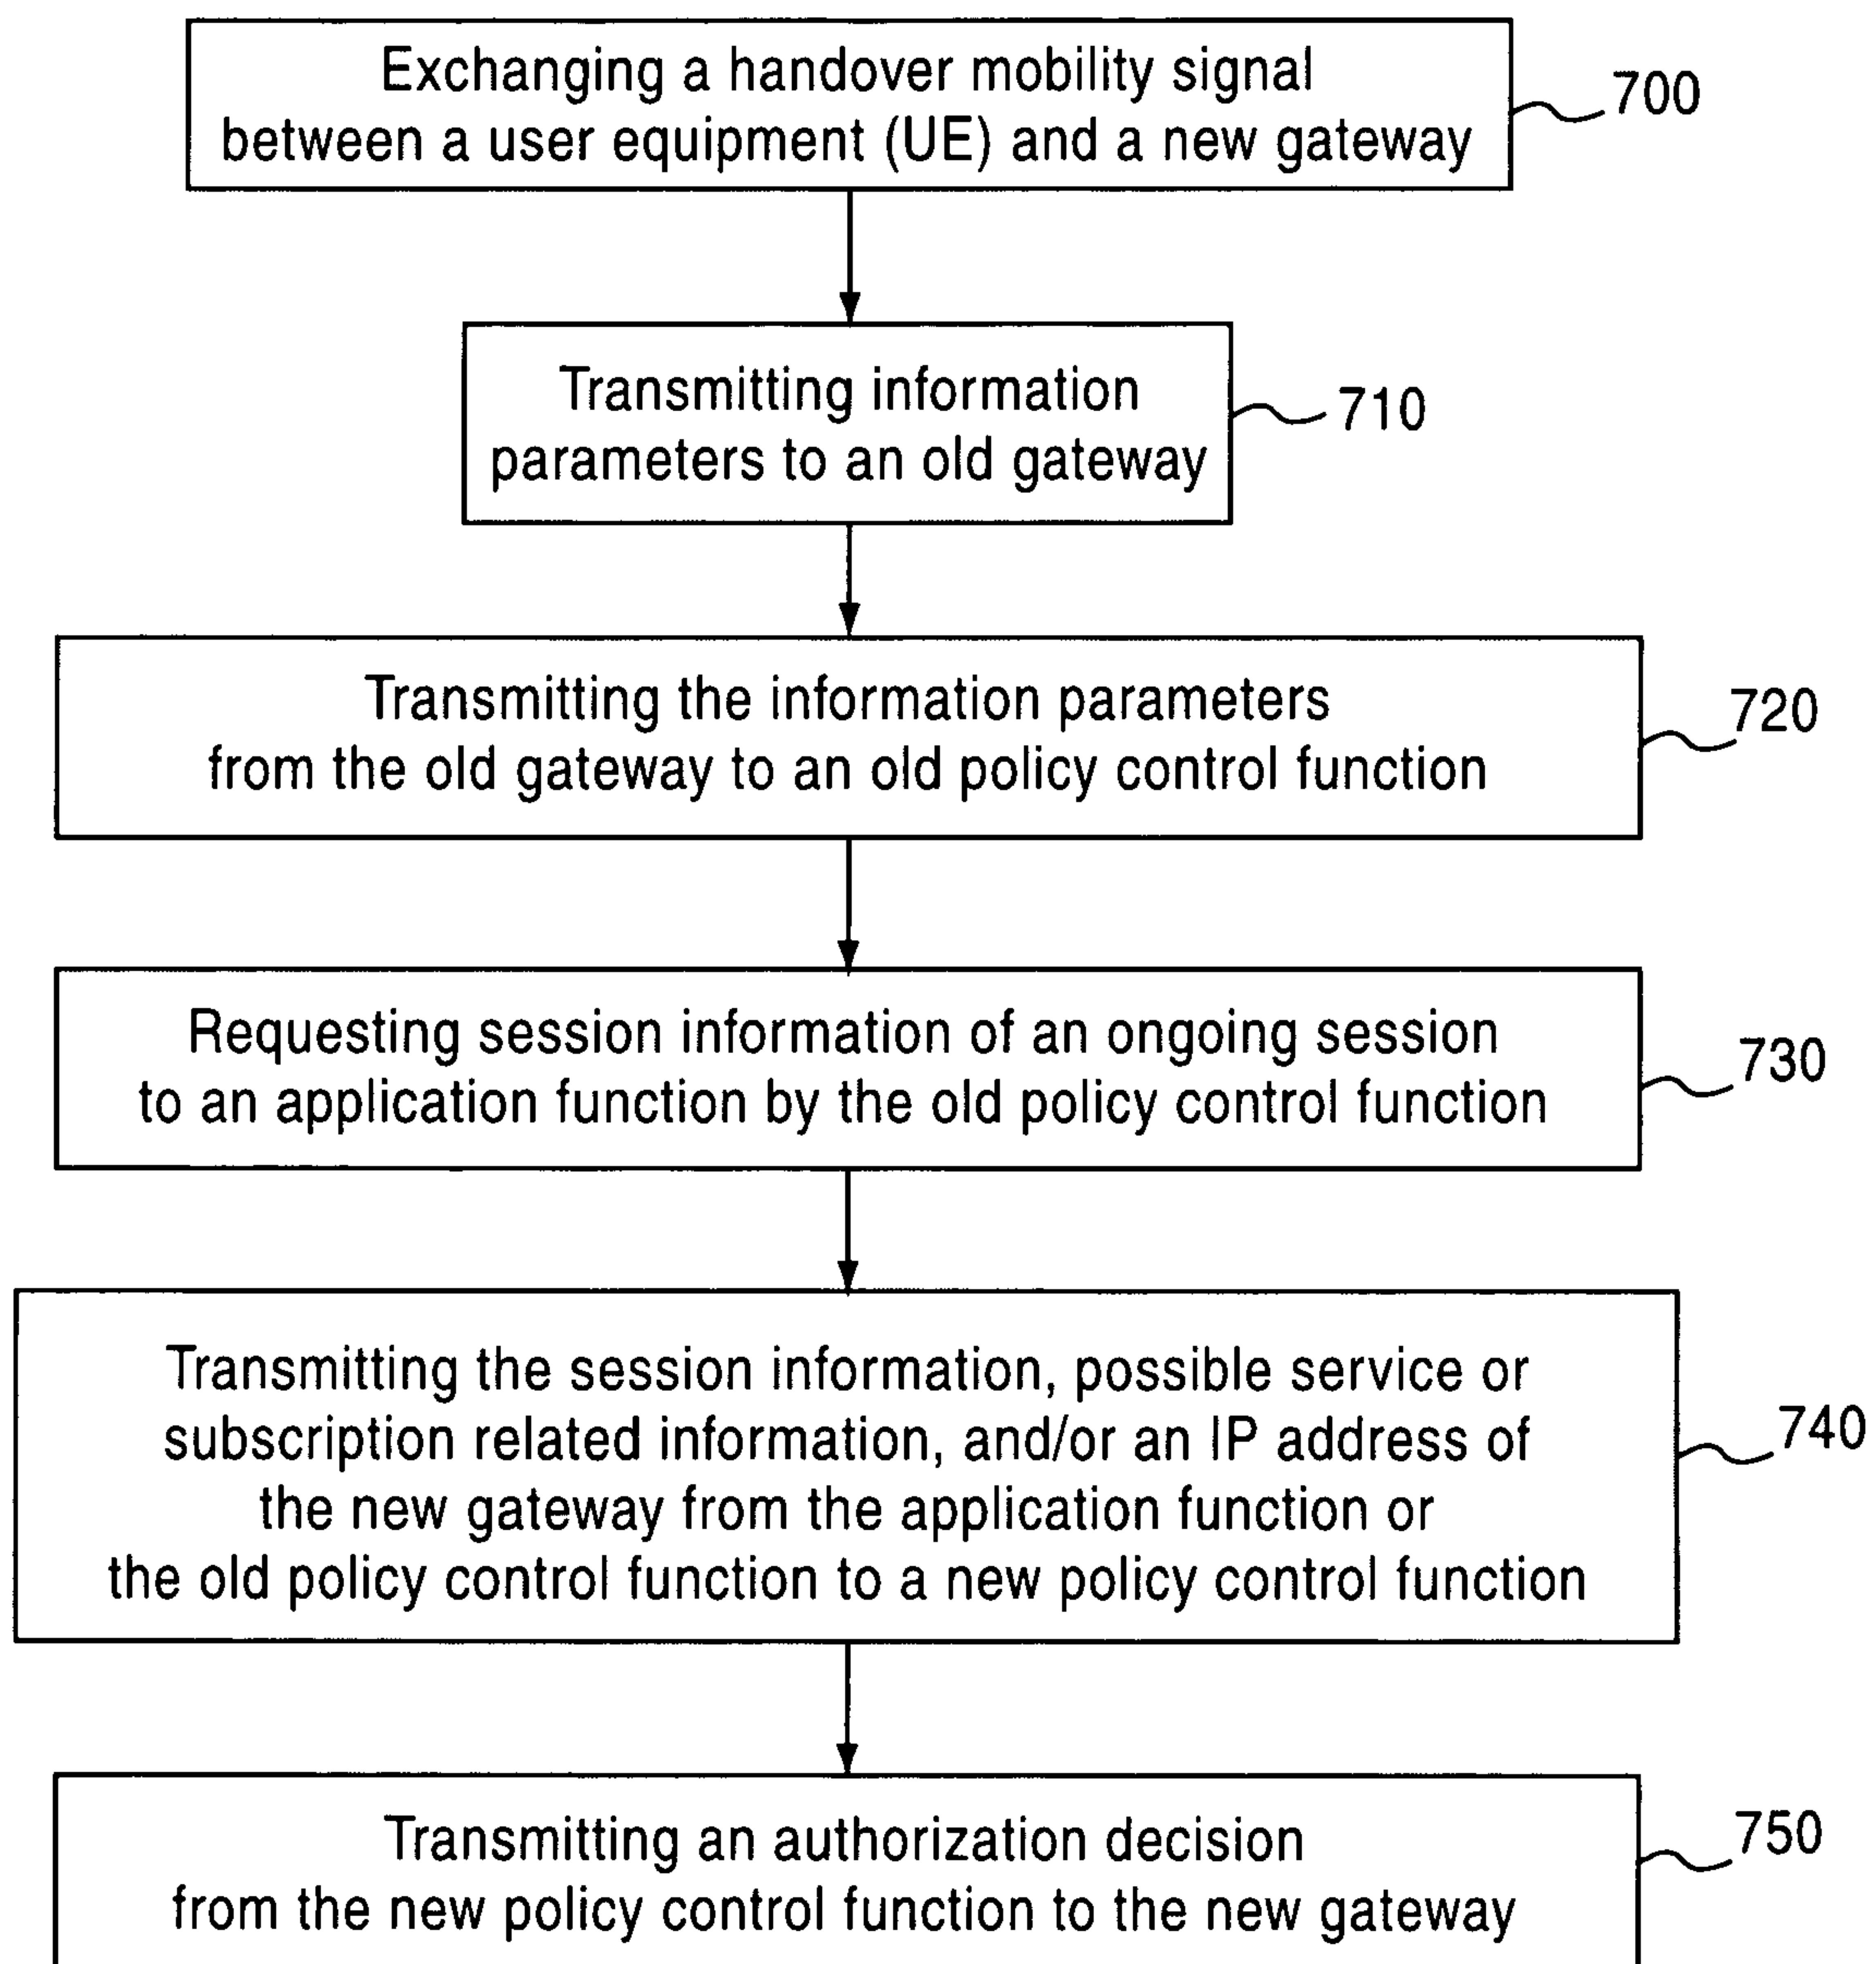 Exchanging a handover mobility signal
between a user equipment (UE) and a new gateway
700
Transmitting information
parameters to an old gateway
710
Transmitting the information parameters
from the old gateway to an old policy control function
720
Requesting session information of an ongoing session
to an application function by the old policy control function
730
Transmitting the session information, possible service or
subscription related information, and/or an IP address of
the new gateway from the application function or
the old policy control function to a new policy control function
740
Transmitting an authorization decision
from the new policy control function to the new gateway
750